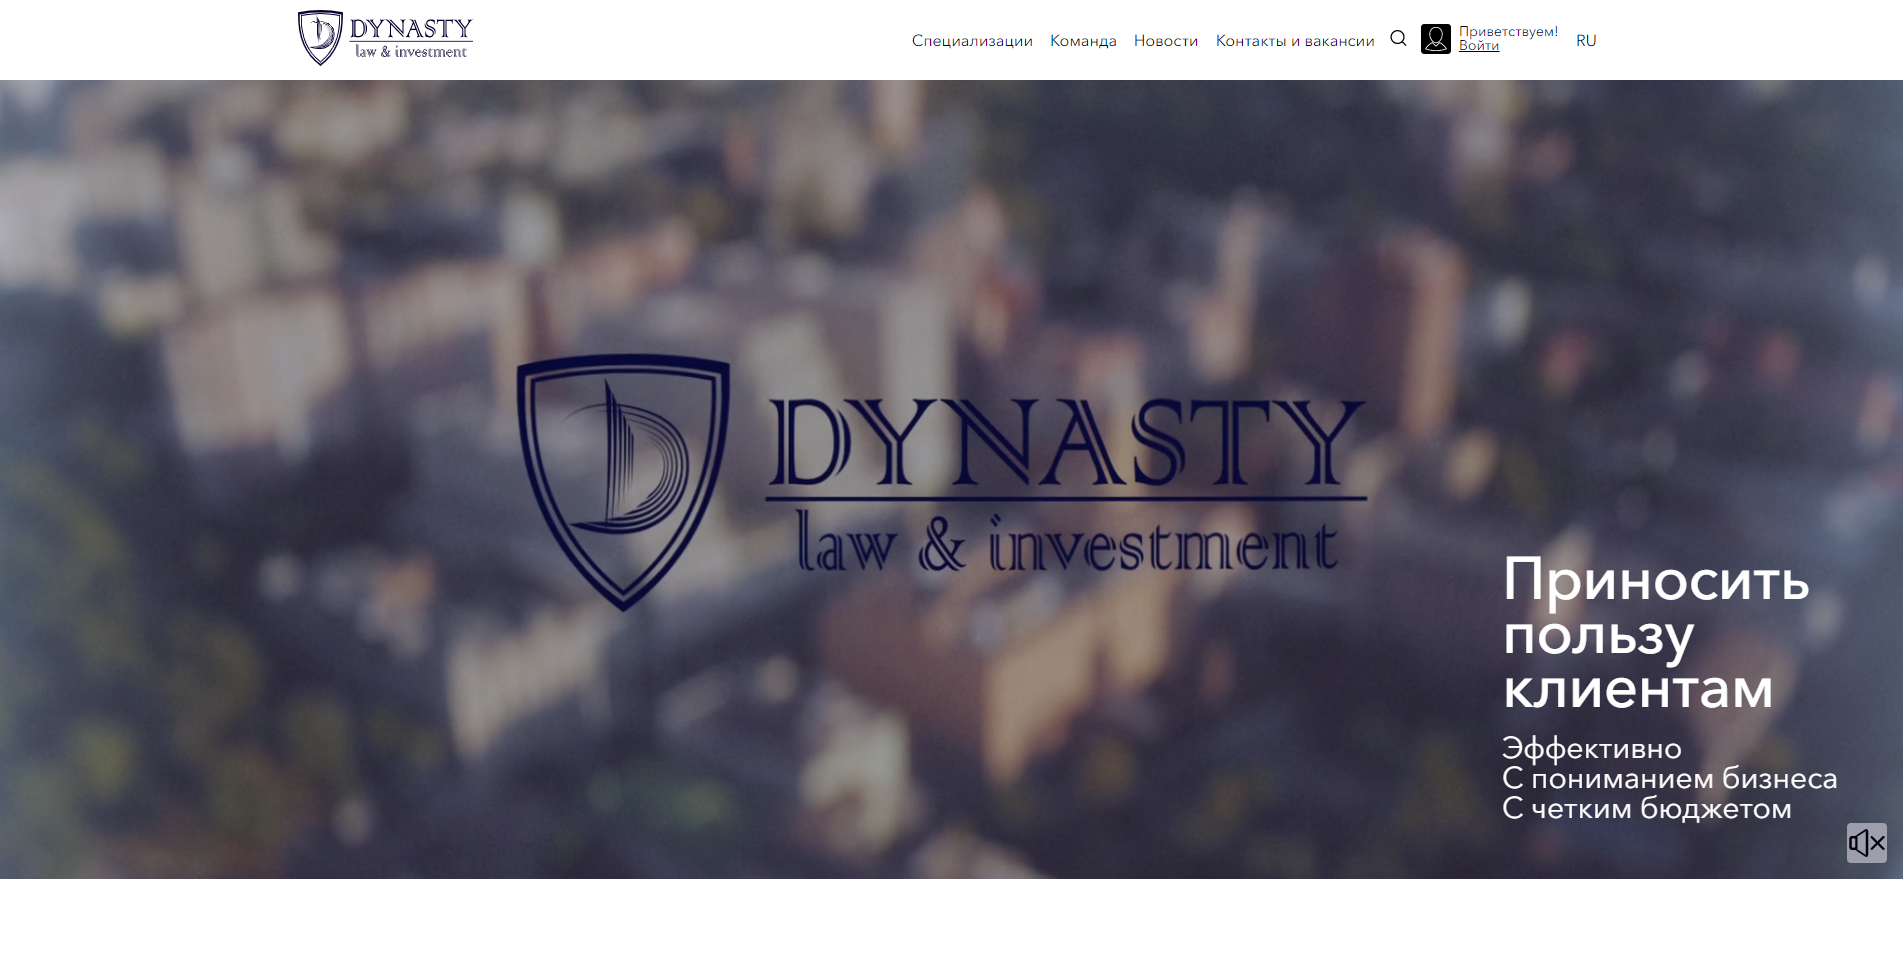 DYNASTY
law & investment
Специализации Команда Новости Контакты и вакансии Приветствуем! RU
Войти
DYNASTY
law & investment
Приносить
пользу
клиентам
Эффективно
С пониманием бизнеса
С четким бюджетом